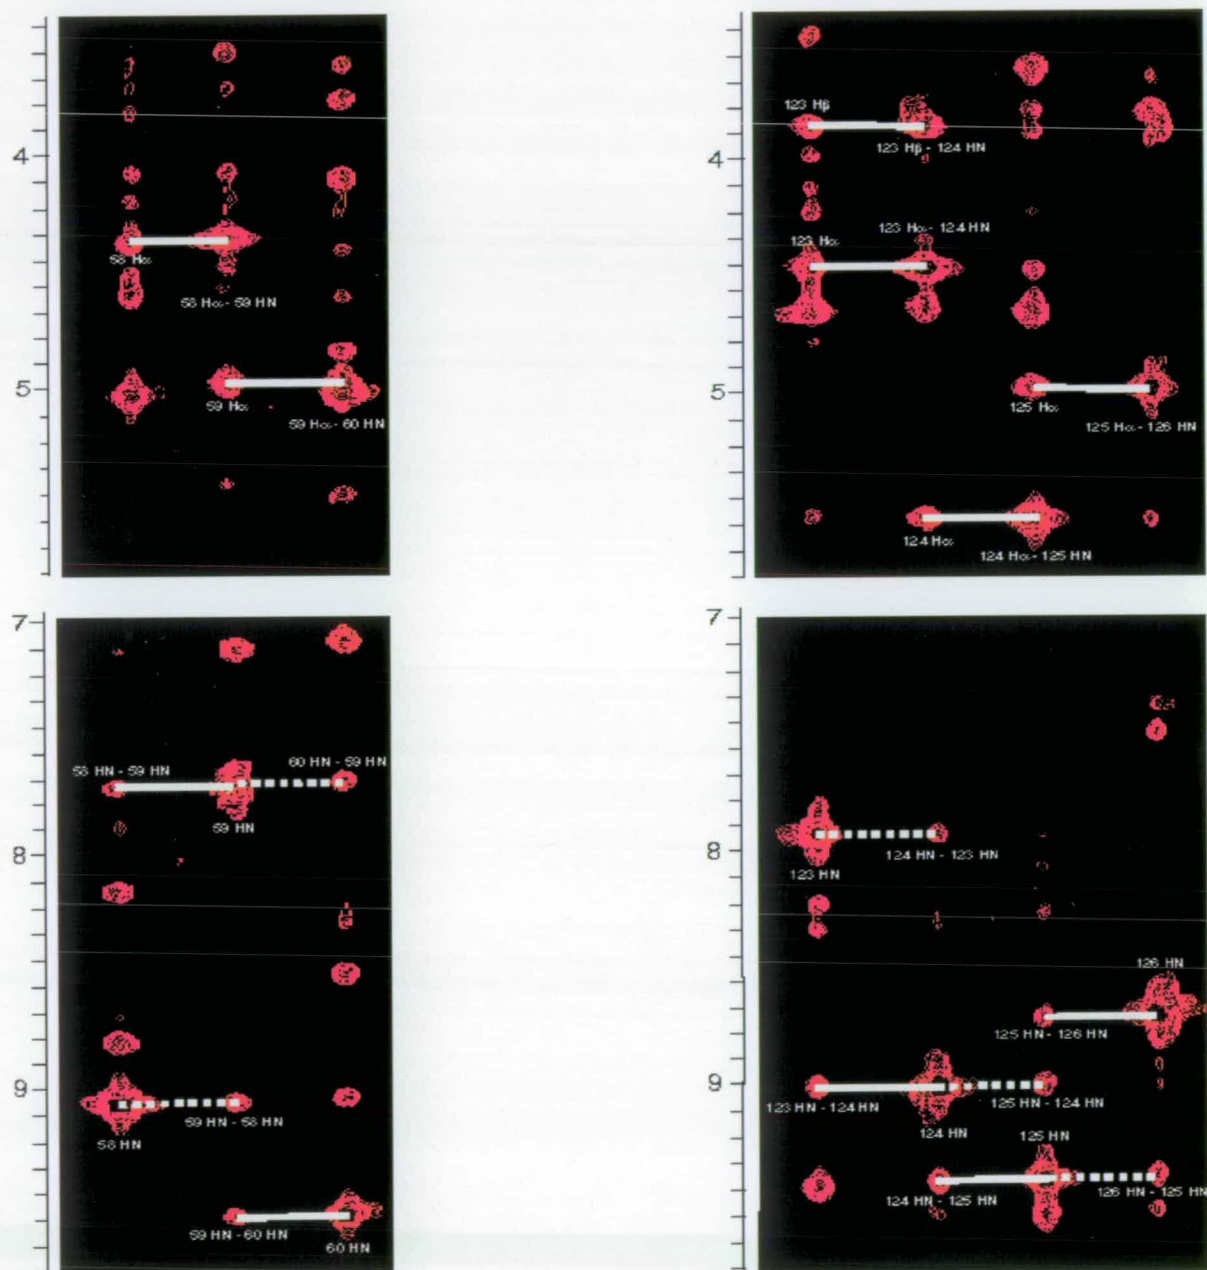 4
5
58 Hα
58 Hα - 59 HN
59 Hα
59 Hα - 60 HN
4
5
123 Hβ
123 Hβ - 124 HN
123 Hα
123 Hα - 124 HN
125 Hα
125 Hα - 126 HN
124 Hα
124 Hα - 125 HN
7
8
9
58 HN - 59 HN
60 HN - 59 HN
59 HN
58 HN
59 HN - 58 HN
59 HN - 60 HN
60 HN
7
8
9
123 HN
124 HN - 123 HN
126 HN
125 HN - 126 HN
123 HN - 124 HN
125 HN - 124 HN
124 HN
125 HN
124 HN - 125 HN
126 HN - 125 HN